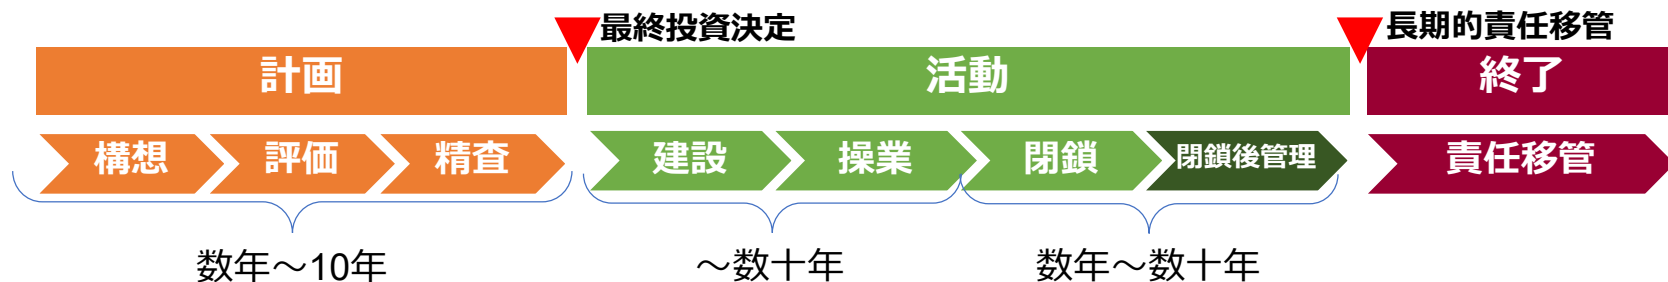 最終投資決定
長期的責任移管
計画
活動
終了
構想
評価
精査
建設
操業
閉鎖
閉鎖後管理
責任移管
数年～10年
～数十年
数年～数十年